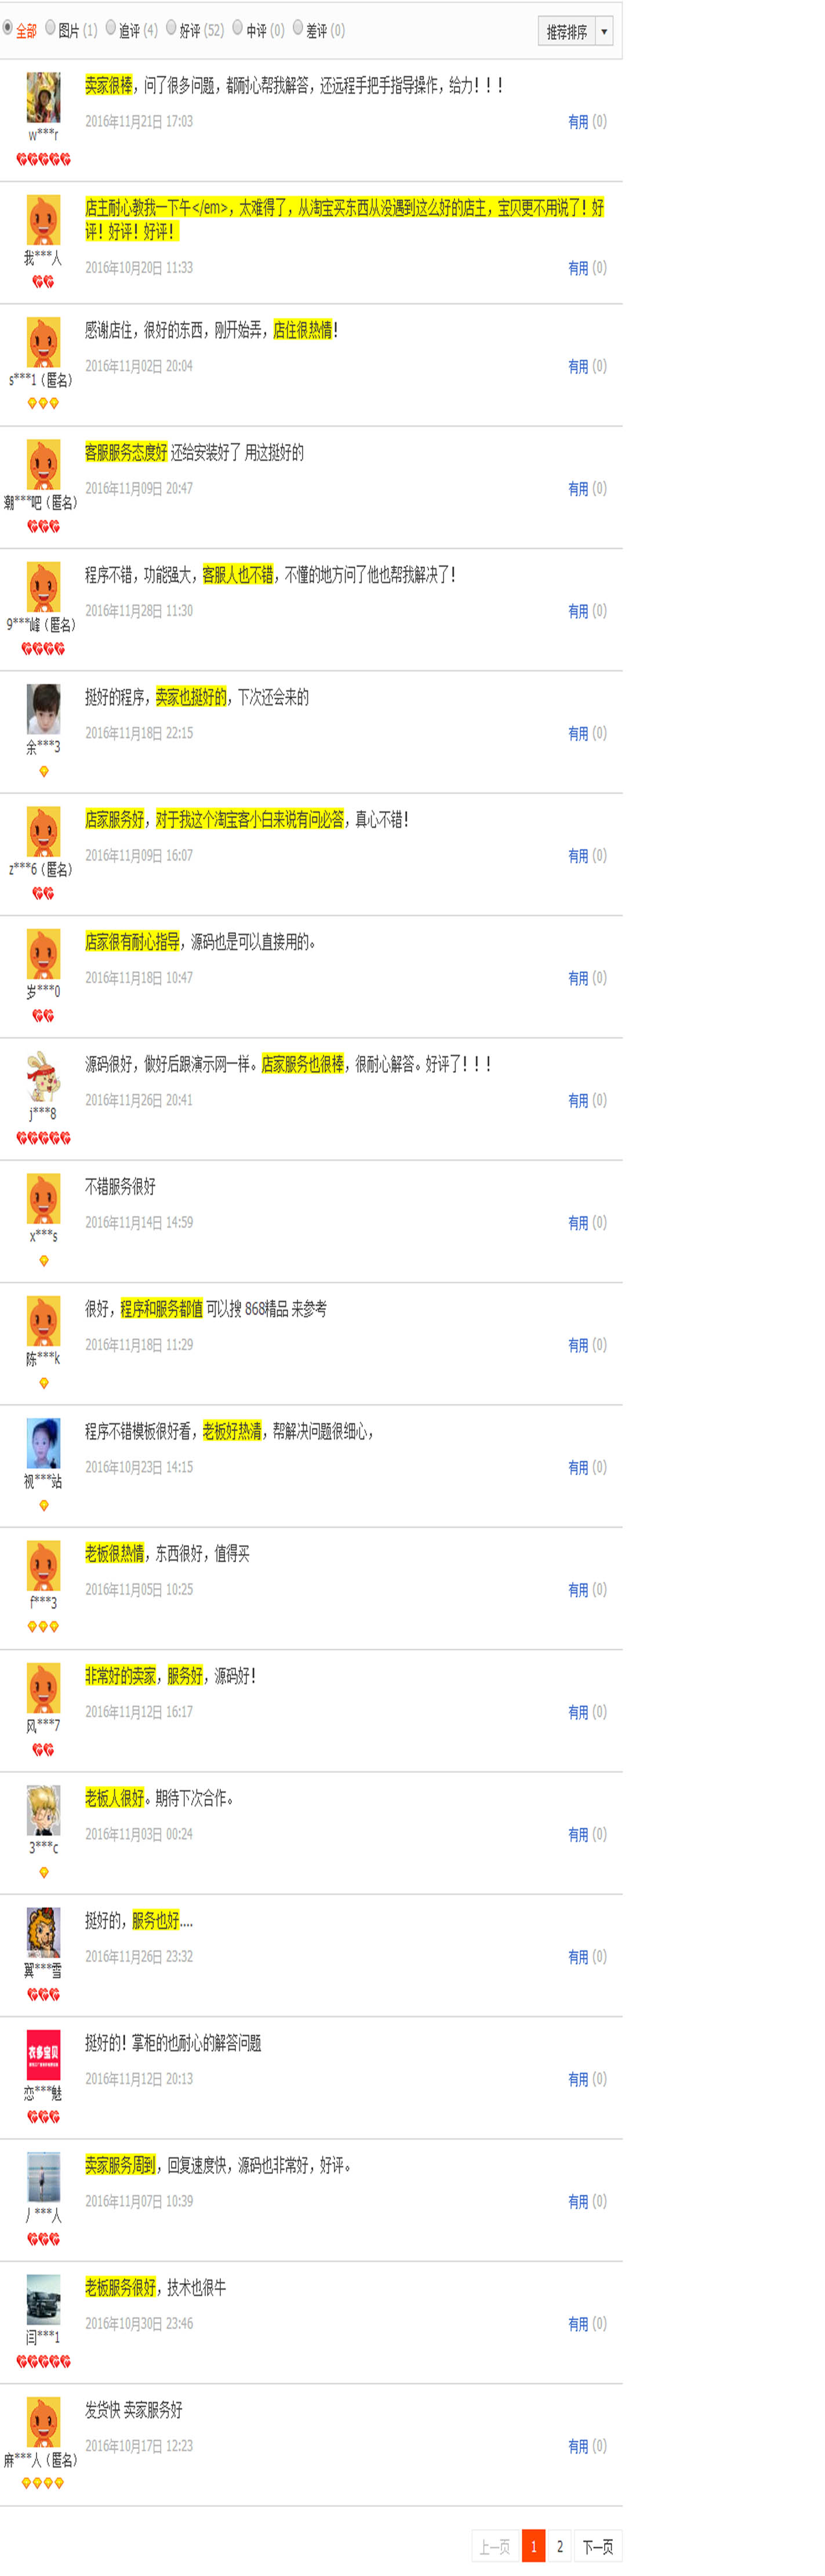 全部 图片 (1) 追评 (4) 好评 (52) 中评 (0) 差评 (0) 推荐排序
卖家很棒，问了很多问题，都耐心帮我解答，还远程手把手指导操作，给力！！！
2016年11月21日 17:03 有用 (0)
w***r
店主耐心教我一下午</em>，太难得了，从淘宝买东西从没遇到这么好的店主，宝贝更不用说了！好
评！好评！好评！
我***人
2016年10月20日 11:33 有用 (0)
感谢店住，很好的东西，刚开始弄，店住很热情！
2016年11月02日 20:04 有用 (0)
s***1（匿名）
客服服务态度好 还给安装好了 用这挺好的
2016年11月09日 20:47 有用 (0)
潮***吧（匿名）
程序不错，功能强大，客服人也不错，不懂的地方问了他也帮我解决了！
2016年11月28日 11:30 有用 (0)
9***峰（匿名）
挺好的程序，卖家也挺好的，下次还会来的
2016年11月18日 22:15 有用 (0)
余***3
店家服务好，对于我这个淘宝客小白来说有问必答，真心不错！
2016年11月09日 16:07 有用 (0)
z***6（匿名）
店家很有耐心指导，源码也是可以直接用的。
2016年11月18日 10:47 有用 (0)
岁***0
源码很好，做好后跟演示网一样。店家服务也很棒，很耐心解答。好评了！！！
2016年11月26日 20:41 有用 (0)
j***8
不错服务很好
2016年11月14日 14:59 有用 (0)
x***s
很好，程序和服务都值 可以搜 868精品 来参考
2016年11月18日 11:29 有用 (0)
陈***k
程序不错模板很好看，老板好热清，帮解决问题很细心，
2016年10月23日 14:15 有用 (0)
视***站
老板很热情，东西很好，值得买
2016年11月05日 10:25 有用 (0)
f***3
非常好的卖家，服务好，源码好！
2016年11月12日 16:17 有用 (0)
风***7
老板人很好。期待下次合作。
2016年11月03日 00:24 有用 (0)
3***c
挺好的，服务也好....
2016年11月26日 23:32 有用 (0)
翼***雪
挺好的！掌柜的也耐心的解答问题
衣多宝贝
2016年11月12日 20:13 有用 (0)
恋***魅
卖家服务周到，回复速度快，源码也非常好，好评。
2016年11月07日 10:39 有用 (0)
丿***人
老板服务很好，技术也很牛
2016年10月30日 23:46 有用 (0)
闫***1
发货快 卖家服务好
2016年10月17日 12:23 有用 (0)
麻***人（匿名）
上一页 1 2 下一页